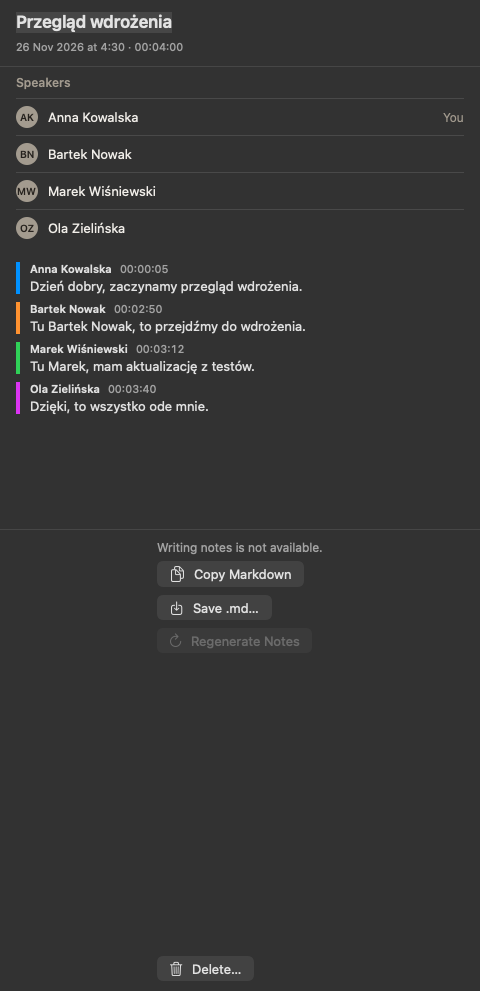 Przegląd wdrożenia
26 Nov 2026 at 4:30 · 00:04:00
Speakers
AK Anna Kowalska You
BN Bartek Nowak
MW Marek Wiśniewski
OZ Ola Zielińska
Anna Kowalska 00:00:05
Dzień dobry, zaczynamy przegląd wdrożenia.
Bartek Nowak 00:02:50
Tu Bartek Nowak, to przejdźmy do wdrożenia.
Marek Wiśniewski 00:03:12
Tu Marek, mam aktualizację z testów.
Ola Zielińska 00:03:40
Dzięki, to wszystko ode mnie.
Writing notes is not available.
Copy Markdown
Save .md...
Regenerate Notes
Delete...